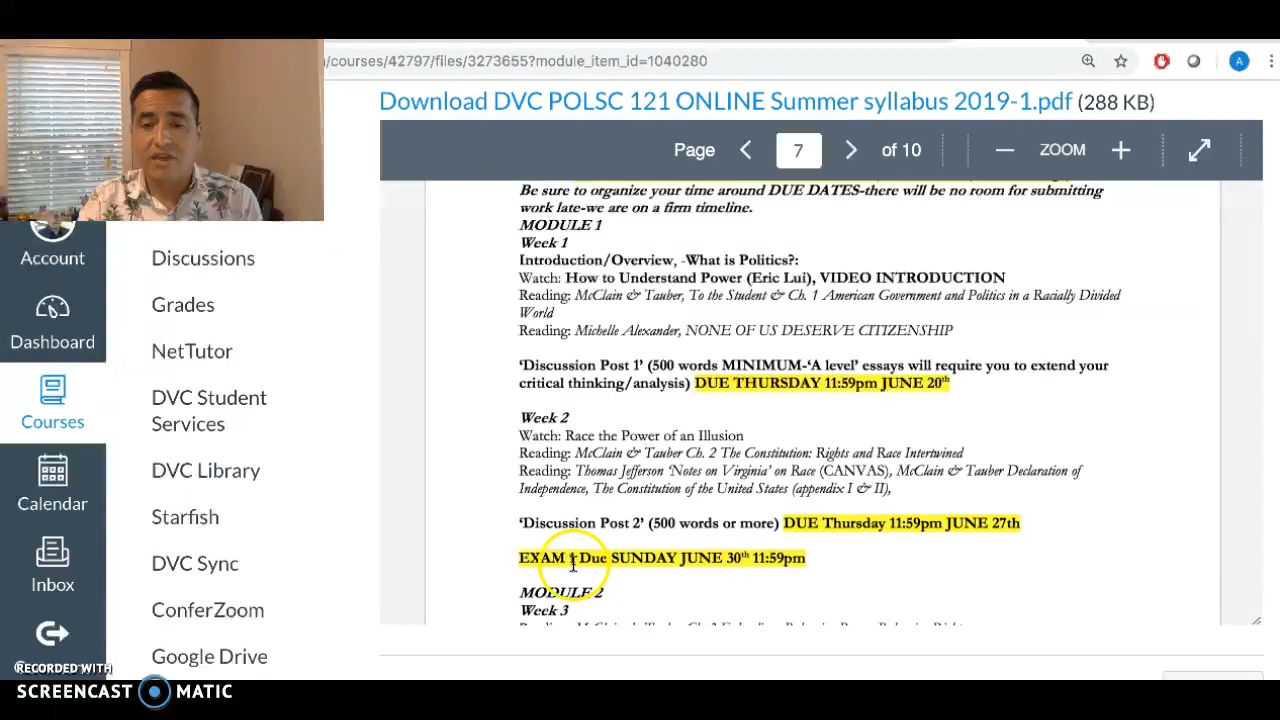 /courses/42797/files/3273655?module_item_id=1040280
A
Download DVC POLSC 121 ONLINE Summer syllabus 2019-1.pdf (288 KB)
Page 7 of 10 ZOOM
Be sure to organize your time around DUE DATES-there will be no room for submitting
work late-we are on a firm timeline.
MODULE 1
Week 1
Introduction/Overview, -What is Politics?:
Watch: How to Understand Power (Eric Lui), VIDEO INTRODUCTION
Reading: McClain & Tauber, To the Student & Ch. 1 American Government and Politics in a Racially Divided
World
Reading: Michelle Alexander, NONE OF US DESERVE CITIZENSHIP
'Discussion Post 1' (500 words MINIMUM-'A level' essays will require you to extend your
critical thinking/analysis) DUE THURSDAY 11:59pm JUNE 20th
Week 2
Watch: Race the Power of an Illusion
Reading: McClain & Tauber Ch. 2 The Constitution: Rights and Race Intertwined
Reading: Thomas Jefferson 'Notes on Virginia' on Race (CANVAS), McClain & Tauber Declaration of
Independence, The Constitution of the United States (appendix I & II),
'Discussion Post 2' (500 words or more) DUE Thursday 11:59pm JUNE 27th
EXAM 1 Due SUNDAY JUNE 30th 11:59pm
MODULE 2
Week 3
Account
Dashboard
Courses
Calendar
Inbox
Discussions
Grades
NetTutor
DVC Student
Services
DVC Library
Starfish
DVC Sync
ConferZoom
Google Drive
RECORDED WITH
SCREENCAST MATIC